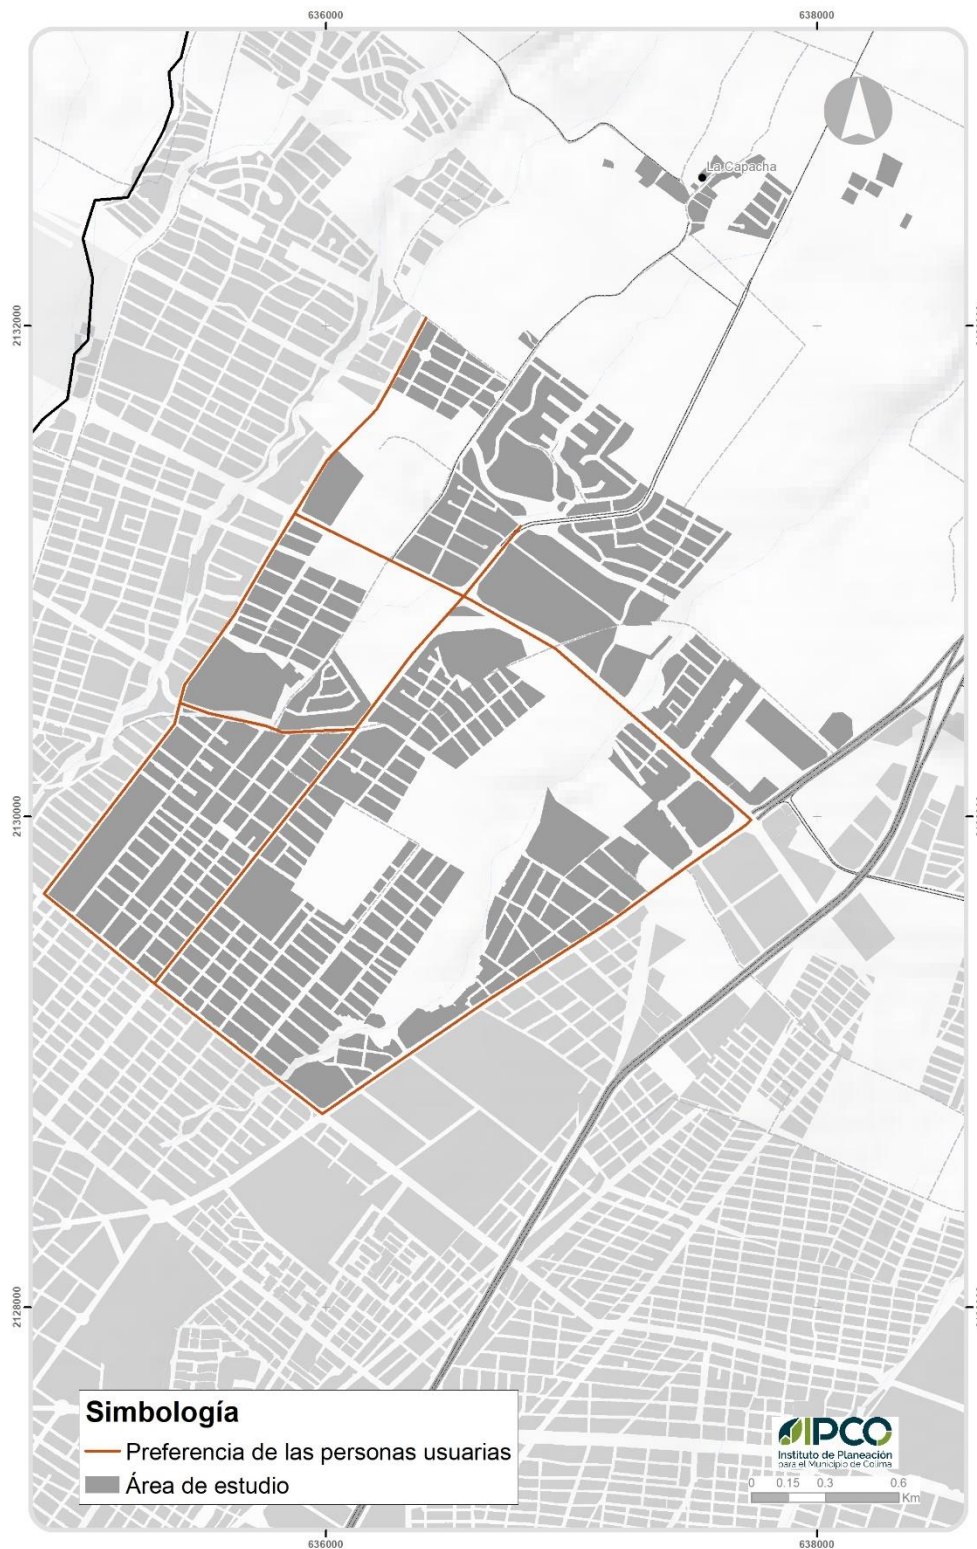 636000
638000
La Capacha
2132000
2130000
2128000
Simbología
Preferencia de las personas usuarias
Área de estudio
IPCO
Instituto de Planeación
para el Municipio de Colima
0 0.15 0.3 0.6
Km
636000
638000